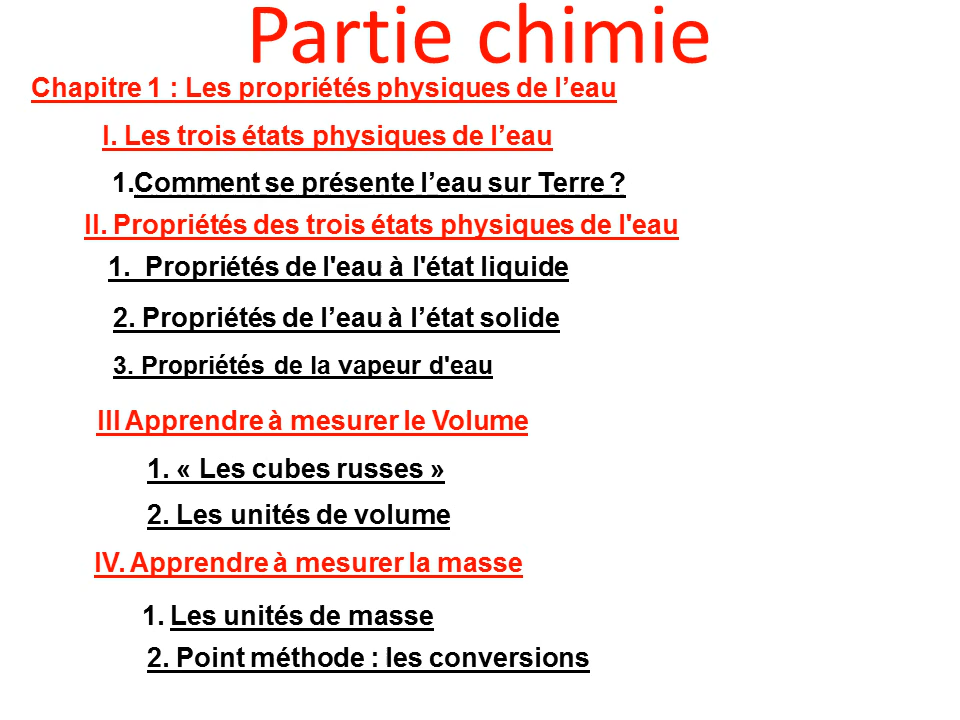 Partie chimie
Chapitre 1 : Les propriétés physiques de l’eau
I. Les trois états physiques de l’eau
1.Comment se présente l’eau sur Terre ?
II. Propriétés des trois états physiques de l'eau
1. Propriétés de l'eau à l'état liquide
2. Propriétés de l’eau à l’état solide
3. Propriétés de la vapeur d'eau
III Apprendre à mesurer le Volume
1. « Les cubes russes »
2. Les unités de volume
IV. Apprendre à mesurer la masse
1. Les unités de masse
2. Point méthode : les conversions